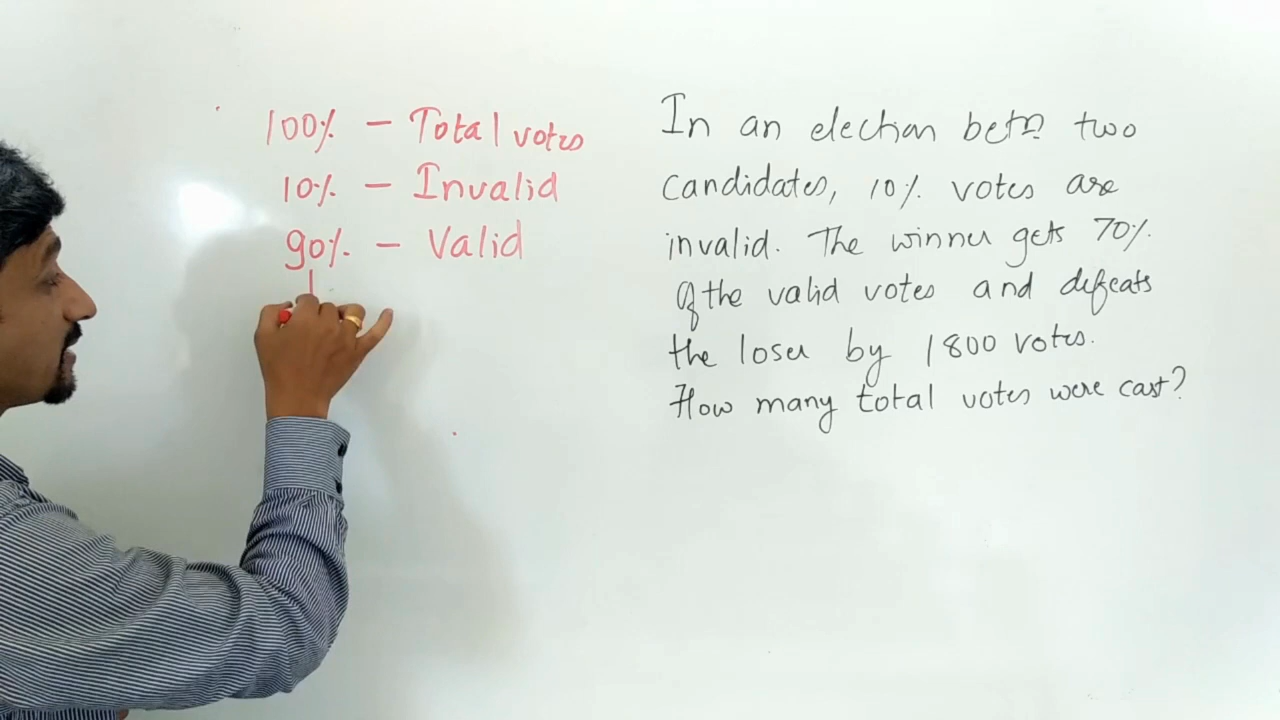 100% - Total votes
10% - Invalid
90% - Valid
In an election betn two
candidates, 10% votes are
invalid. The winner gets 70%
Of the valid votes and defeats
the loser by 1800 votes.
How many total votes were cast?